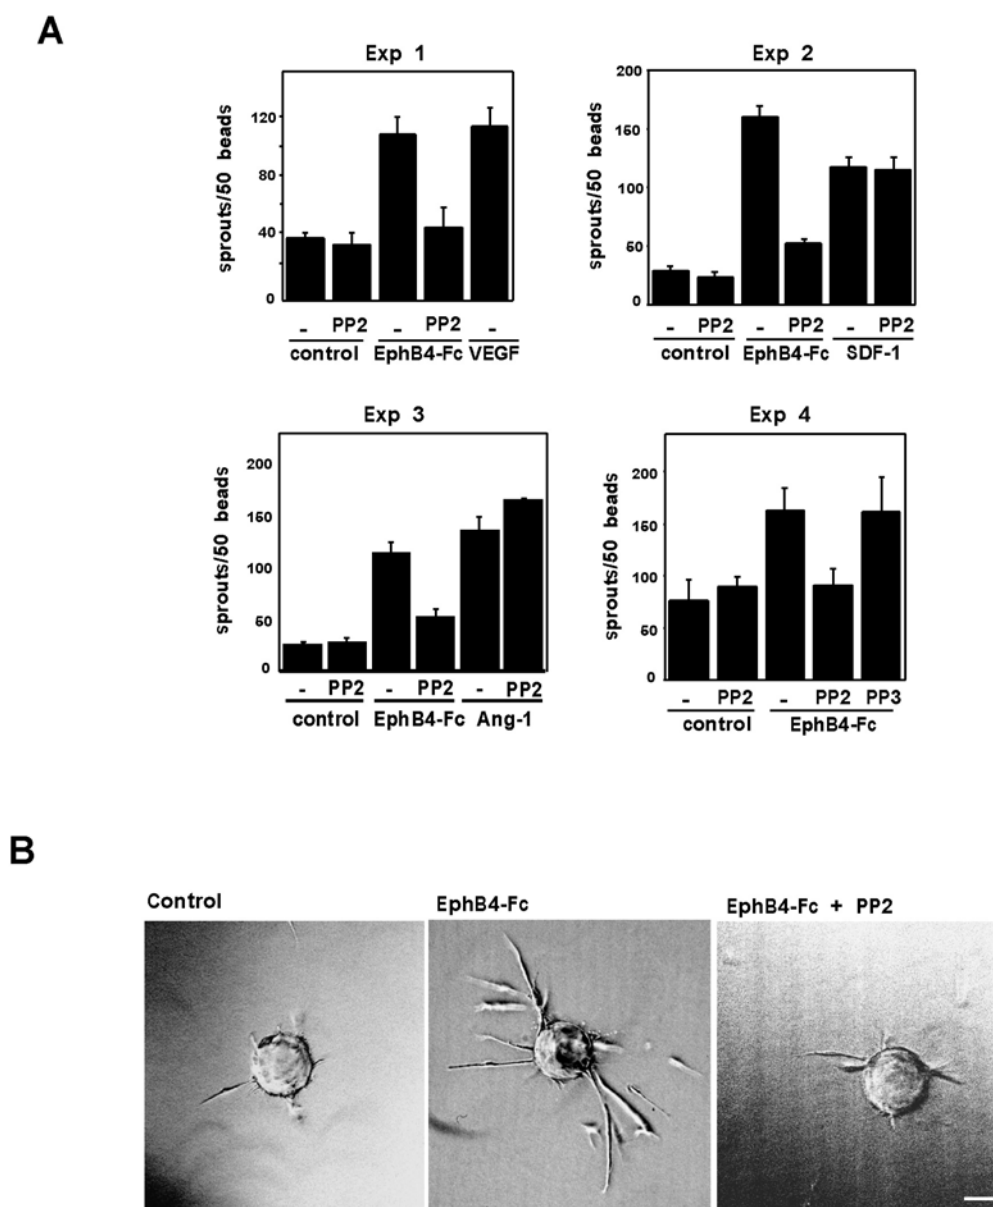 A
Exp 1
sprouts/50 beads
120
80
40
0
- PP2 - PP2 -
control EphB4-Fc VEGF
Exp 2
sprouts/50 beads
200
150
100
50
0
- PP2 - PP2 - PP2
control EphB4-Fc SDF-1
Exp 3
sprouts/50 beads
200
150
100
50
0
- PP2 - PP2 - PP2
control EphB4-Fc Ang-1
Exp 4
sprouts/50 beads
200
150
100
50
0
- PP2 - PP2 PP3
control EphB4-Fc
B
Control
EphB4-Fc
EphB4-Fc + PP2